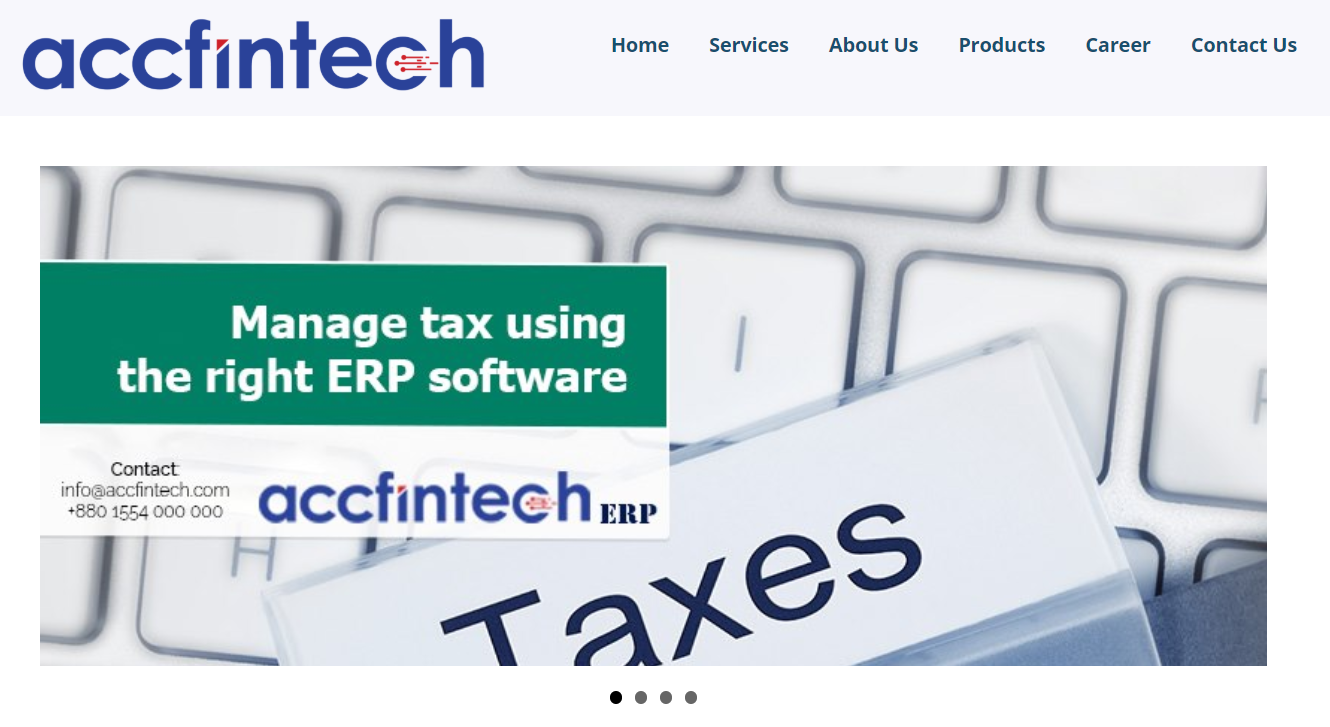 accfintech
Home Services About Us Products Career Contact Us
Manage tax using
the right ERP software
Contact:
info@accfintech.com
+880 1554 000 000
accfintech ERP
I
H
Taxes